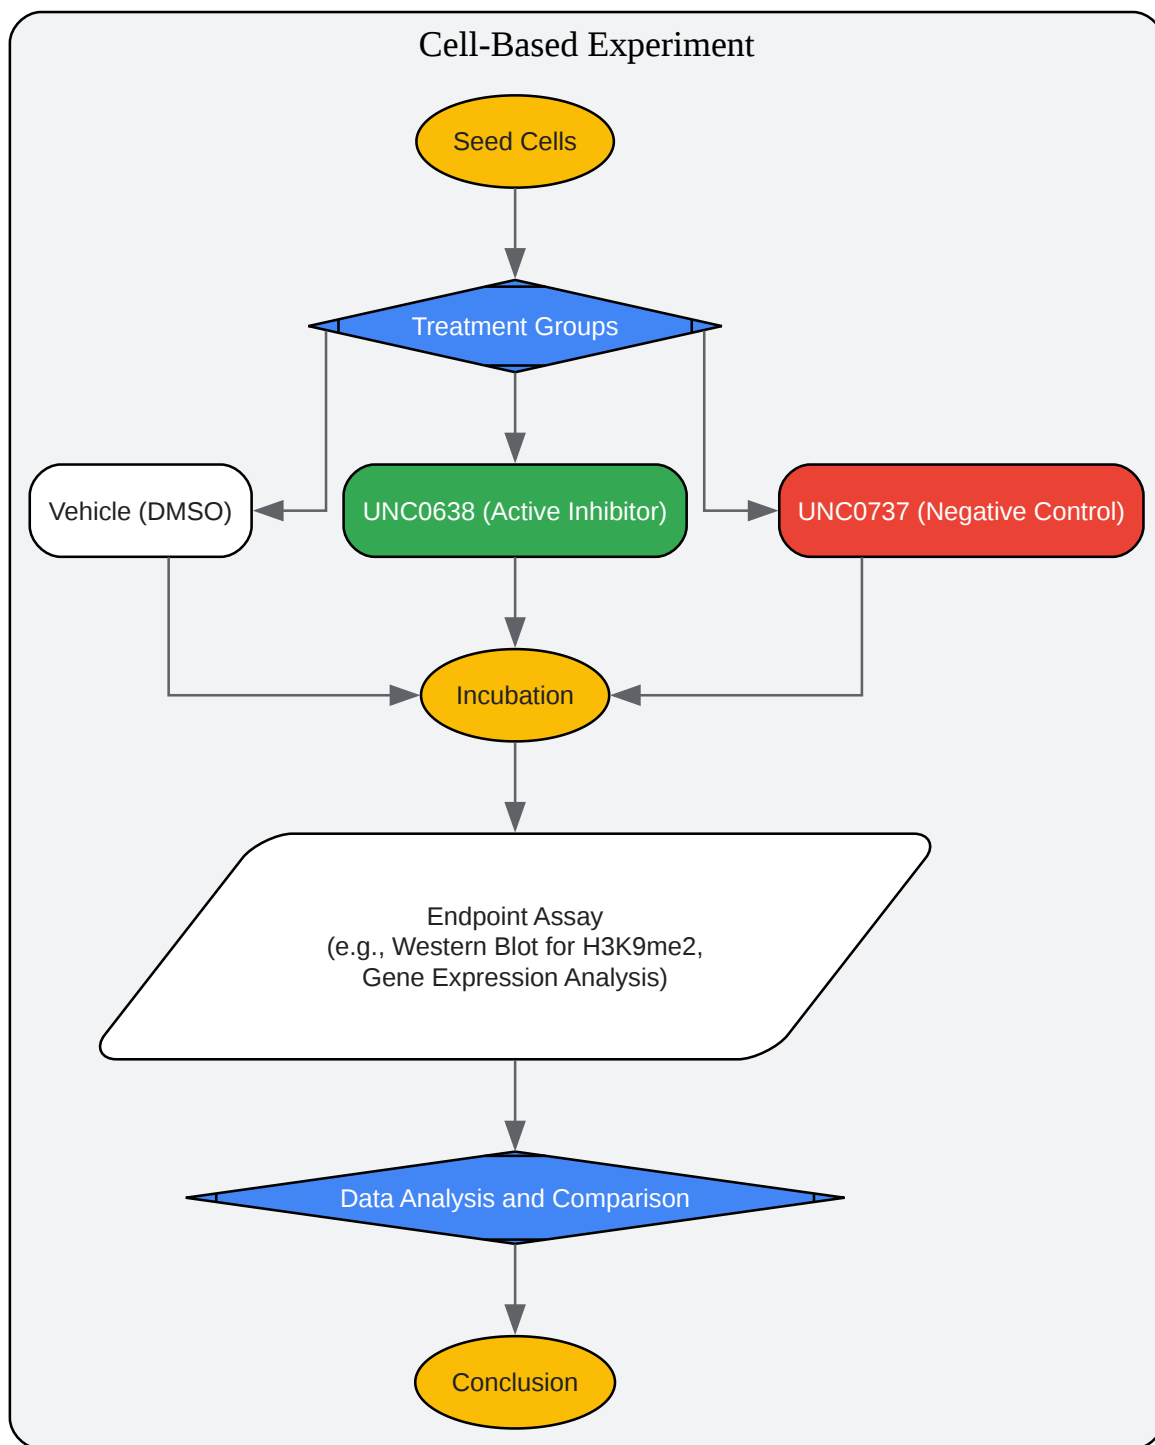 Cell-Based Experiment
Seed Cells
Treatment Groups
Vehicle (DMSO)
UNC0638 (Active Inhibitor)
UNC0737 (Negative Control)
Incubation
Endpoint Assay
(e.g., Western Blot for H3K9me2,
Gene Expression Analysis)
Data Analysis and Comparison
Conclusion